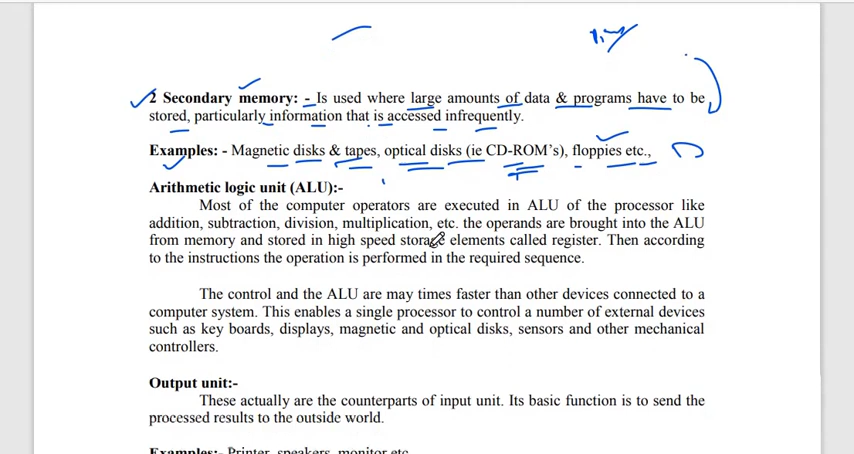 2 Secondary memory: - Is used where large amounts of data & programs have to be
stored, particularly information that is accessed infrequently.
Examples: - Magnetic disks & tapes, optical disks (ie CD-ROM's), floppies etc.,
Arithmetic logic unit (ALU):-
Most of the computer operators are executed in ALU of the processor like
addition, subtraction, division, multiplication, etc. the operands are brought into the ALU
from memory and stored in high speed storage elements called register. Then according
to the instructions the operation is performed in the required sequence.
The control and the ALU are may times faster than other devices connected to a
computer system. This enables a single processor to control a number of external devices
such as key boards, displays, magnetic and optical disks, sensors and other mechanical
controllers.
Output unit:-
These actually are the counterparts of input unit. Its basic function is to send the
processed results to the outside world.
Examples:- Printer, speakers, monitor etc